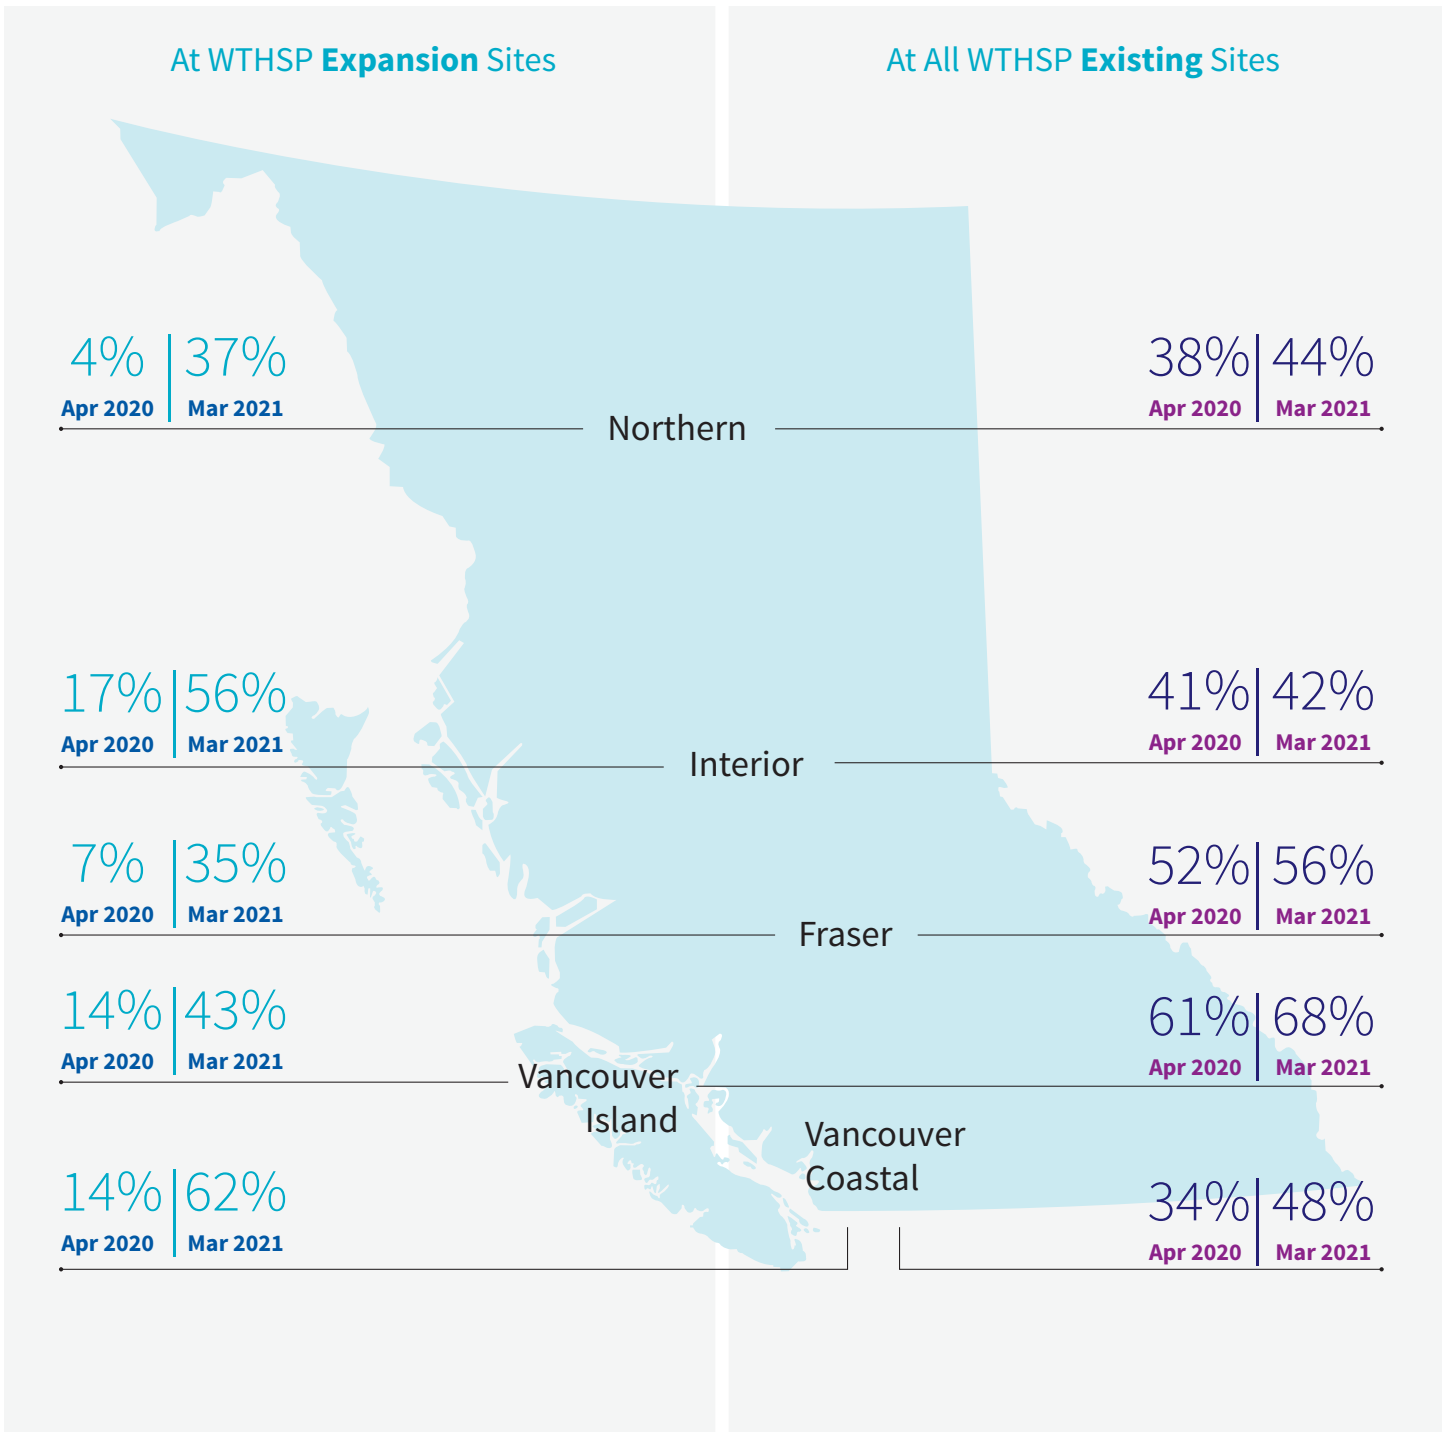 At WTHSP Expansion Sites
At All WTHSP Existing Sites
4% 37%
Apr 2020 Mar 2021
Northern
38% 44%
Apr 2020 Mar 2021
17% 56%
Apr 2020 Mar 2021
Interior
41% 42%
Apr 2020 Mar 2021
7% 35%
Apr 2020 Mar 2021
Fraser
52% 56%
Apr 2020 Mar 2021
14% 43%
Apr 2020 Mar 2021
Vancouver
Island
61% 68%
Apr 2020 Mar 2021
14% 62%
Apr 2020 Mar 2021
Vancouver
Coastal
34% 48%
Apr 2020 Mar 2021